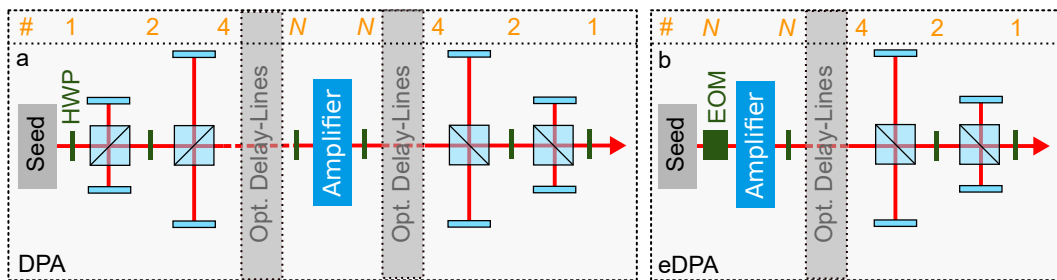 # 1 2 4 N N 4 2 1
a
HWP
Seed
Opt. Delay-Lines
Amplifier
Opt. Delay-Lines
DPA
# N N 4 2 1
b
EOM
Seed
Amplifier
Opt. Delay-Lines
eDPA